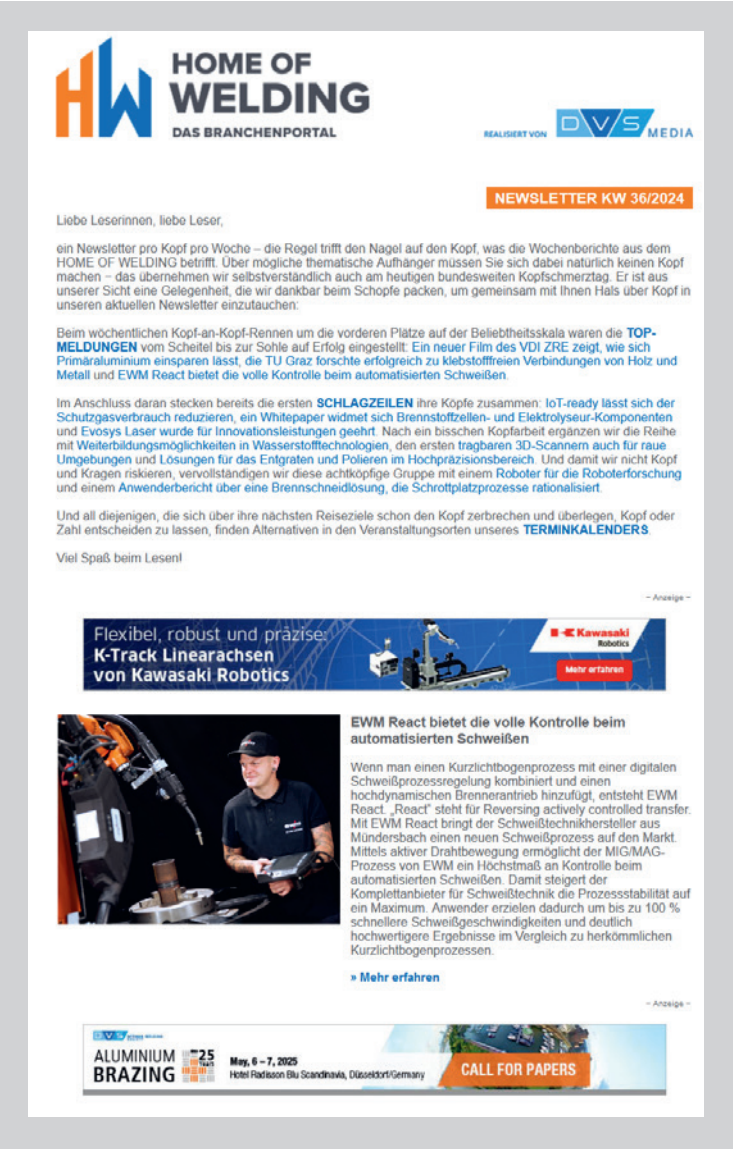 HOME OF
WELDING
DAS BRANCHENPORTAL
REALISIERT VON DVS MEDIA
NEWSLETTER KW 36/2024
Liebe Leserinnen, liebe Leser,
ein Newsletter pro Kopf pro Woche – die Regel trifft den Nagel auf den Kopf, was die Wochenberichte aus dem
HOME OF WELDING betrifft. Über mögliche thematische Aufhänger müssen Sie sich dabei natürlich keinen Kopf
machen – das übernehmen wir selbstverständlich auch am heutigen bundesweiten Kopfschmerztag. Er ist aus
unserer Sicht eine Gelegenheit, die wir dankbar beim Schopfe packen, um gemeinsam mit Ihnen Hals über Kopf in
unseren aktuellen Newsletter einzutauchen:
Beim wöchentlichen Kopf-an-Kopf-Rennen um die vorderen Plätze auf der Beliebtheitsskala waren die TOP-
MELDUNGEN vom Scheitel bis zur Sohle auf Erfolg eingestellt: Ein neuer Film des VDI ZRE zeigt, wie sich
Primäraluminium einsparen lässt, die TU Graz forschte erfolgreich zu klebstofffreien Verbindungen von Holz und
Metall und EWM React bietet die volle Kontrolle beim automatisierten Schweißen.
Im Anschluss daran stecken bereits die ersten SCHLAGZEILEN ihre Köpfe zusammen: IoT-ready lässt sich der
Schutzgasverbrauch reduzieren, ein Whitepaper widmet sich Brennstoffzellen- und Elektrolyseur-Komponenten
und Evosys Laser wurde für Innovationsleistungen geehrt. Nach ein bisschen Kopfarbeit ergänzen wir die Reihe
mit Weiterbildungsmöglichkeiten in Wasserstofftechnologien, den ersten tragbaren 3D-Scannern auch für raue
Umgebungen und Lösungen für das Entgraten und Polieren im Hochpräzisionsbereich. Und damit wir nicht Kopf
und Kragen riskieren, vervollständigen wir diese achtköpfige Gruppe mit einem Roboter für die Roboterforschung
und einem Anwenderbericht über eine Brennschneidlösung, die Schrottplatzprozesse rationalisiert.
Und all diejenigen, die sich über ihre nächsten Reiseziele schon den Kopf zerbrechen und überlegen, Kopf oder
Zahl entscheiden zu lassen, finden Alternativen in den Veranstaltungsorten unseres TERMINKALENDERS.
Viel Spaß beim Lesen!
– Anzeige –
Flexibel, robust und präzise:
K-Track Linearachsen
von Kawasaki Robotics
Kawasaki
Robotics
Mehr erfahren
EWM React bietet die volle Kontrolle beim
automatisierten Schweißen
Wenn man einen Kurzlichtbogenprozess mit einer digitalen
Schweißprozessregelung kombiniert und einen
hochdynamischen Brennerantrieb hinzufügt, entsteht EWM
React. „React“ steht für Reversing actively controlled transfer.
Mit EWM React bringt der Schweißtechnikhersteller aus
Mündersbach einen neuen Schweißprozess auf den Markt.
Mittels aktiver Drahtbewegung ermöglicht der MIG/MAG-
Prozess von EWM ein Höchstmaß an Kontrolle beim
automatisierten Schweißen. Damit steigert der
Komplettanbieter für Schweißtechnik die Prozessstabilität auf
ein Maximum. Anwender erzielen dadurch um bis zu 100 %
schnellere Schweißgeschwindigkeiten und deutlich
hochwertigere Ergebnisse im Vergleich zu herkömmlichen
Kurzlichtbogenprozessen.
» Mehr erfahren
– Anzeige –
DVS
ALUMINIUM
BRAZING
25
YEARS
May, 6 – 7, 2025
Hotel Radisson Blu Scandinavia, Düsseldorf/Germany
CALL FOR PAPERS